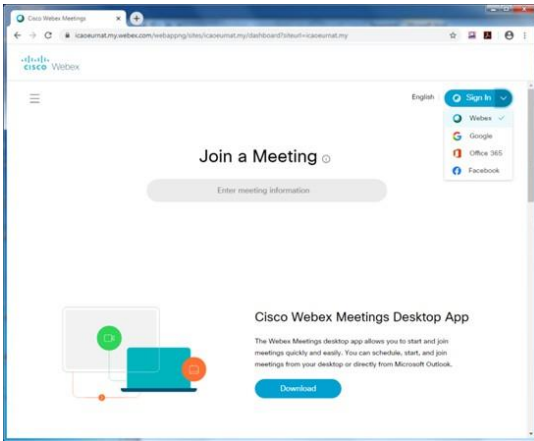 Cisco Webex Meetings
icaoeurnat.my.webex.com/webappng/sites/icaoeurnat.my/dashboard?siteurl=icaoeurnat.my
CISCO Webex
English
Sign In
Webex
Google
Office 365
Facebook
Join a Meeting
Enter meeting information
Cisco Webex Meetings Desktop App
The Webex Meetings desktop app allows you to start and join
meetings quickly and easily. You can schedule, start, and join
meetings from your desktop or directly from Microsoft Outlook.
Download